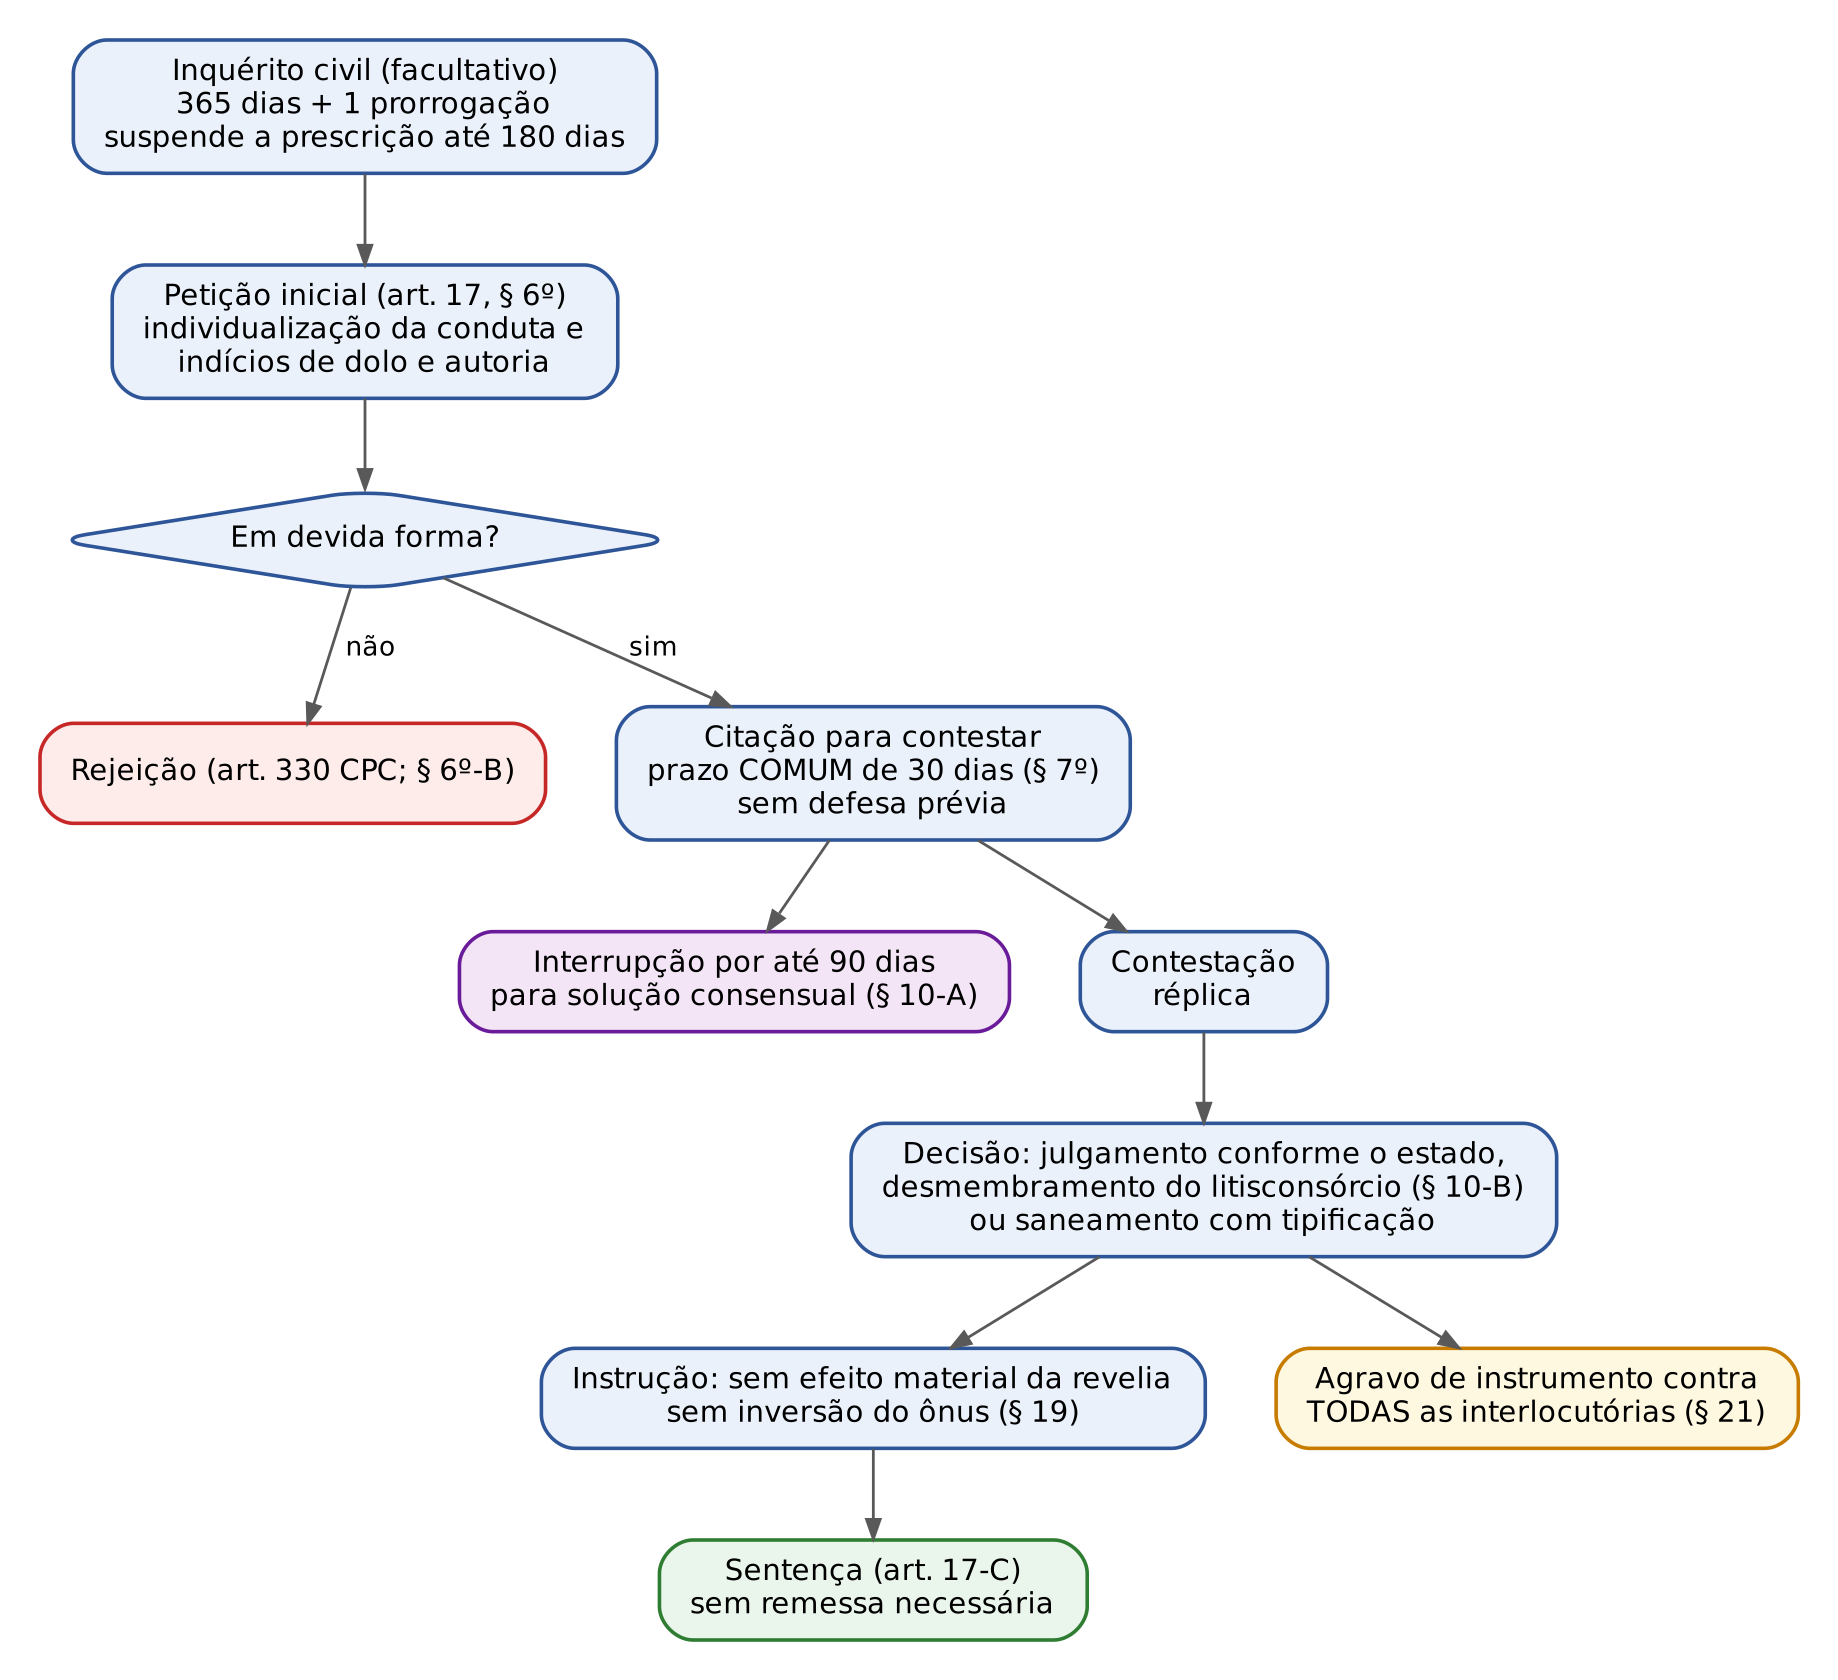 Inquérito civil (facultativo)
365 dias + 1 prorrogação
suspende a prescrição até 180 dias
Petição inicial (art. 17, § 6º)
individualização da conduta e
indícios de dolo e autoria
Em devida forma?
não
sim
Rejeição (art. 330 CPC; § 6º-B)
Citação para contestar
prazo COMUM de 30 dias (§ 7º)
sem defesa prévia
Interrupção por até 90 dias
para solução consensual (§ 10-A)
Contestação
réplica
Decisão: julgamento conforme o estado,
desmembramento do litisconsórcio (§ 10-B)
ou saneamento com tipificação
Instrução: sem efeito material da revelia
sem inversão do ônus (§ 19)
Agravo de instrumento contra
TODAS as interlocutórias (§ 21)
Sentença (art. 17-C)
sem remessa necessária